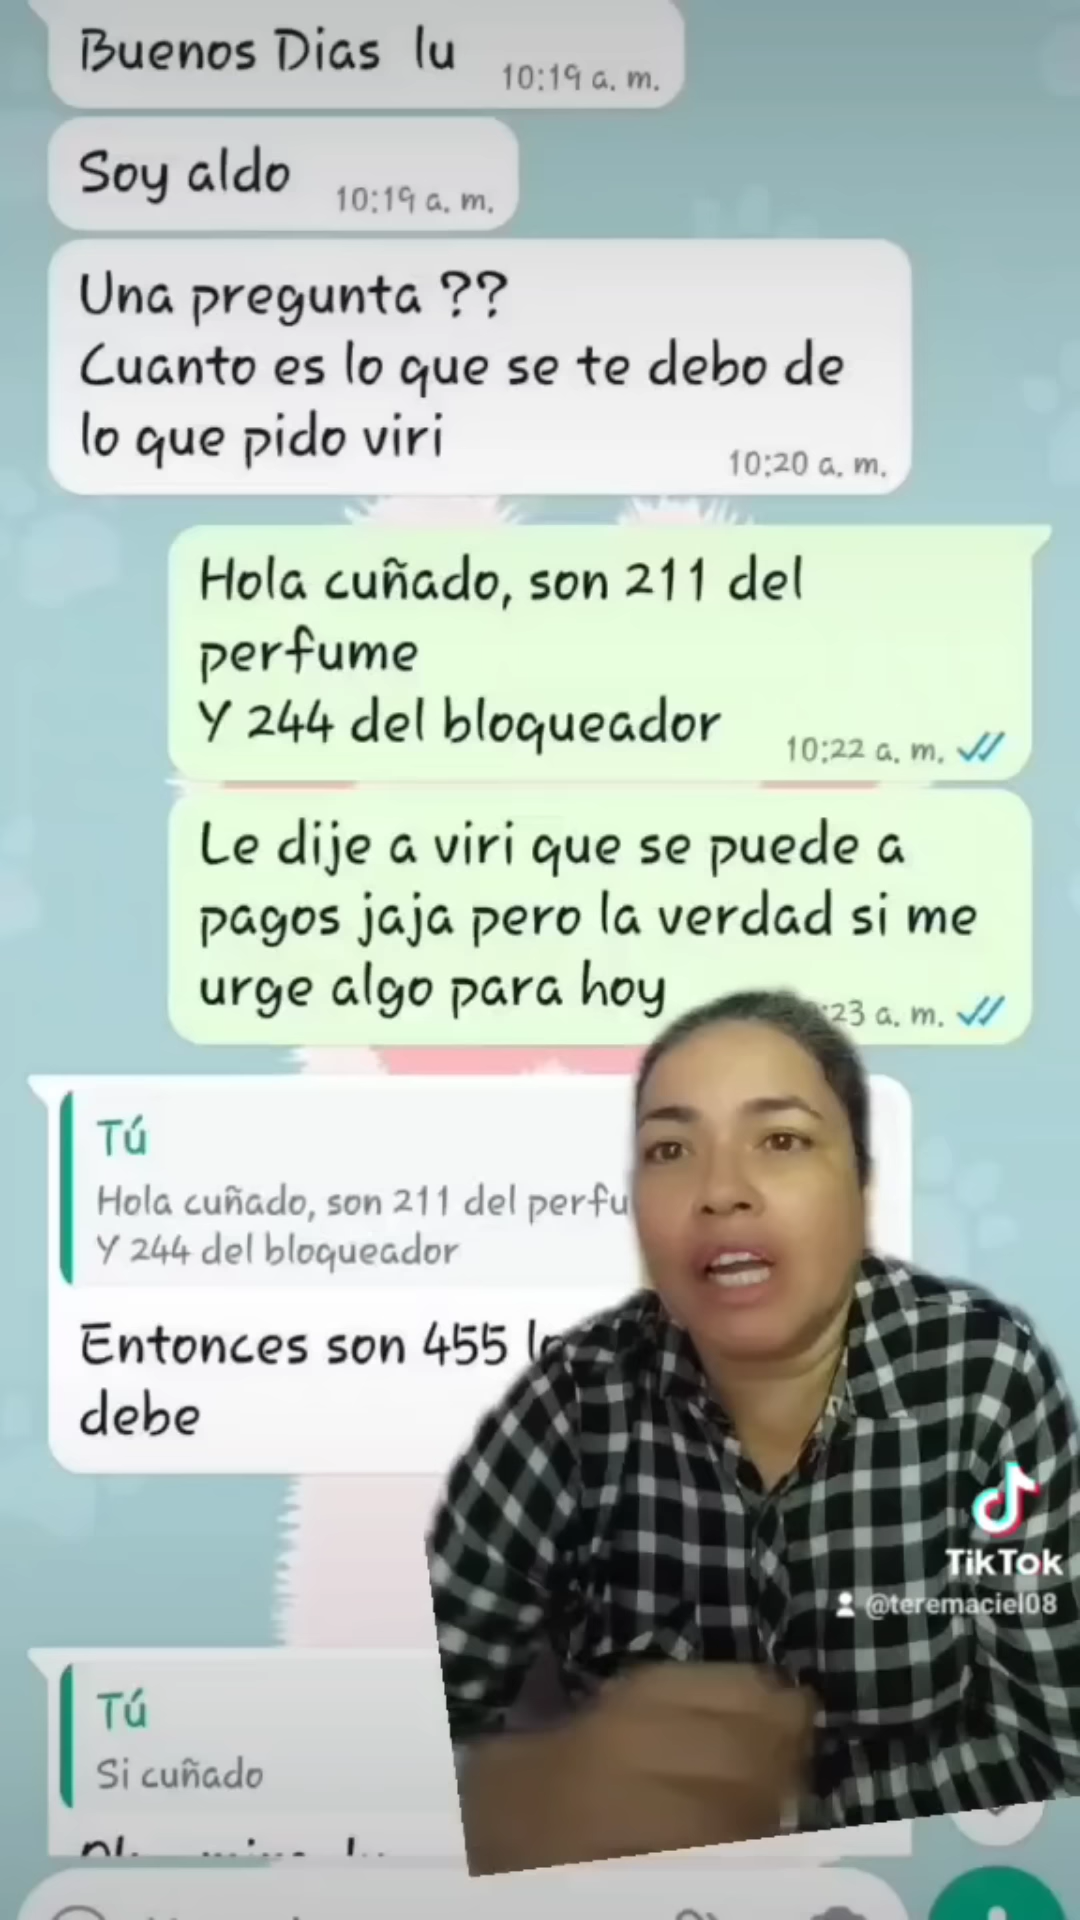 Buenos Dias lu
10:19 a. m.
Soy aldo
10:19 a. m.
Una pregunta ??
Cuanto es lo que se te debo de
lo que pido viri
10:20 a. m.
Hola cuñado, son 211 del
perfume
Y 244 del bloqueador
10:22 a. m.
Le dije a viri que se puede a
pagos jaja pero la verdad si me
urge algo para hoy
:23 a. m.
Tú
Hola cuñado, son 211 del perfu
Y 244 del bloqueador
Entonces son 455
debe
TikTok
@teremaciel08
Tú
Si cuñado